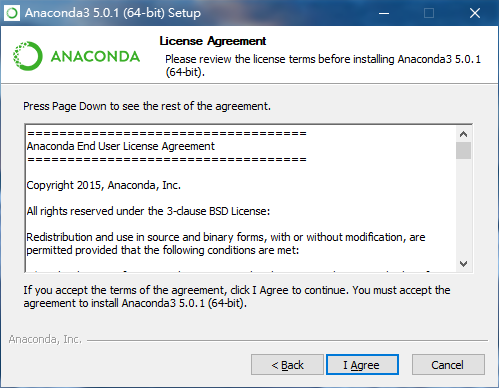 Anaconda3 5.0.1 (64-bit) Setup
ANACONDA
License Agreement
Please review the license terms before installing Anaconda3 5.0.1
(64-bit).
Press Page Down to see the rest of the agreement.
===================================
Anaconda End User License Agreement
===================================
Copyright 2015, Anaconda, Inc.
All rights reserved under the 3-clause BSD License:
Redistribution and use in source and binary forms, with or without modification, are
permitted provided that the following conditions are met:
If you accept the terms of the agreement, click I Agree to continue. You must accept the
agreement to install Anaconda3 5.0.1 (64-bit).
Anaconda, Inc.
< Back
I Agree
Cancel